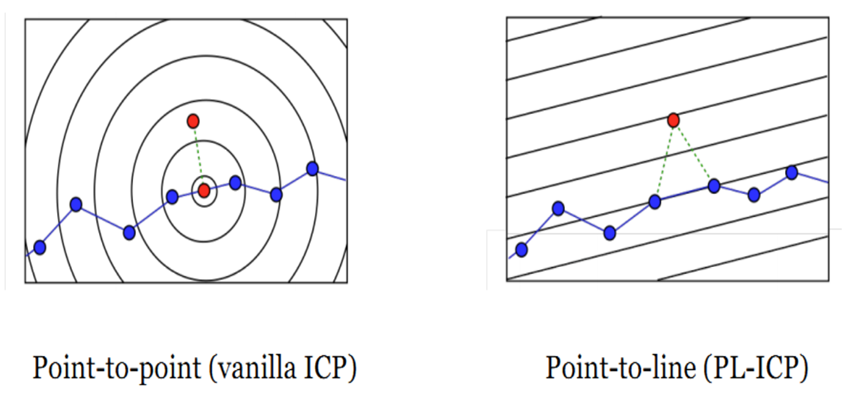 Point-to-point (vanilla ICP)
Point-to-line (PL-ICP)